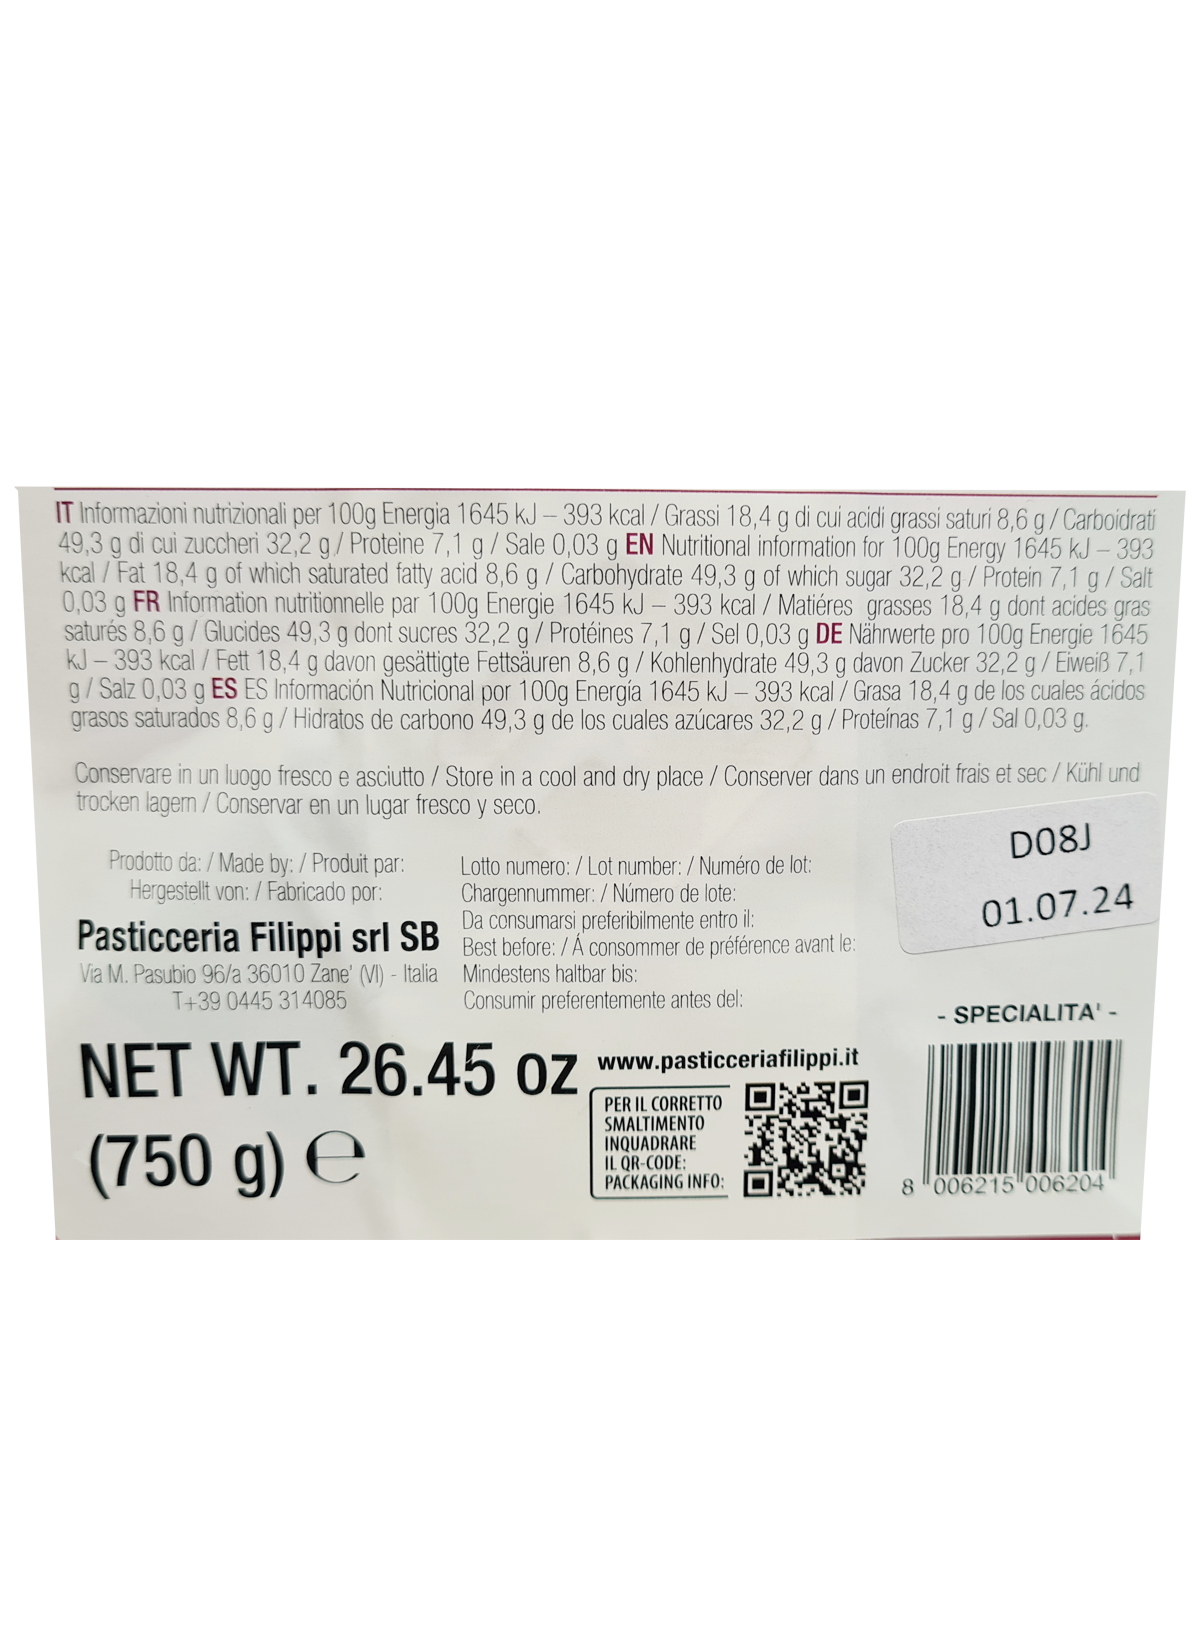 IT Informazioni nutrizionali per 100g Energia 1645 kJ – 393 kcal / Grassi 18,4 g di cui acidi grassi saturi 8,6 g / Carboidrati
49,3 g di cui zuccheri 32,2 g / Proteine 7,1 g / Sale 0,03 g EN Nutritional information for 100g Energy 1645 kJ – 393
kcal / Fat 18,4 g of which saturated fatty acid 8,6 g / Carbohydrate 49,3 g of which sugar 32,2 g / Protein 7,1 g / Salt
0,03 g FR Information nutritionnelle par 100g Energie 1645 kJ – 393 kcal / Matiéres grasses 18,4 g dont acides gras
saturés 8,6 g / Glucides 49,3 g dont sucres 32,2 g / Protéines 7,1 g / Sel 0,03 g DE Nährwerte pro 100g Energie 1645
kJ – 393 kcal / Fett 18,4 g davon gesättigte Fettsäuren 8,6 g / Kohlenhydrate 49,3 g davon Zucker 32,2 g / Eiweiß 7,1
g / Salz 0,03 g ES ES Información Nutricional por 100g Energía 1645 kJ – 393 kcal / Grasa 18,4 g de los cuales ácidos
grasos saturados 8,6 g / Hidratos de carbono 49,3 g de los cuales azúcares 32,2 g / Proteínas 7,1 g / Sal 0,03 g.
Conservare in un luogo fresco e asciutto / Store in a cool and dry place / Conserver dans un endroit frais et sec / Kühl und
trocken lagern / Conservar en un lugar fresco y seco.
Prodotto da: / Made by: / Produit par:
Hergestellt von: / Fabricado por:
Pasticceria Filippi srl SB
Via M. Pasubio 96/a 36010 Zane' (VI) - Italia
T+39 0445 314085
Lotto numero: / Lot number: / Numéro de lot:
Chargennummer: / Número de lote:
Da consumarsi preferibilmente entro il:
Best before: / Á consommer de préférence avant le:
Mindestens haltbar bis:
Consumir preferentemente antes del:
D08J
01.07.24
NET WT. 26.45 oz
(750 g) ℮
www.pasticceriafilippi.it
PER IL CORRETTO
SMALTIMENTO
INQUADRARE
IL QR-CODE:
PACKAGING INFO:
- SPECIALITA' -
8 006215 006204